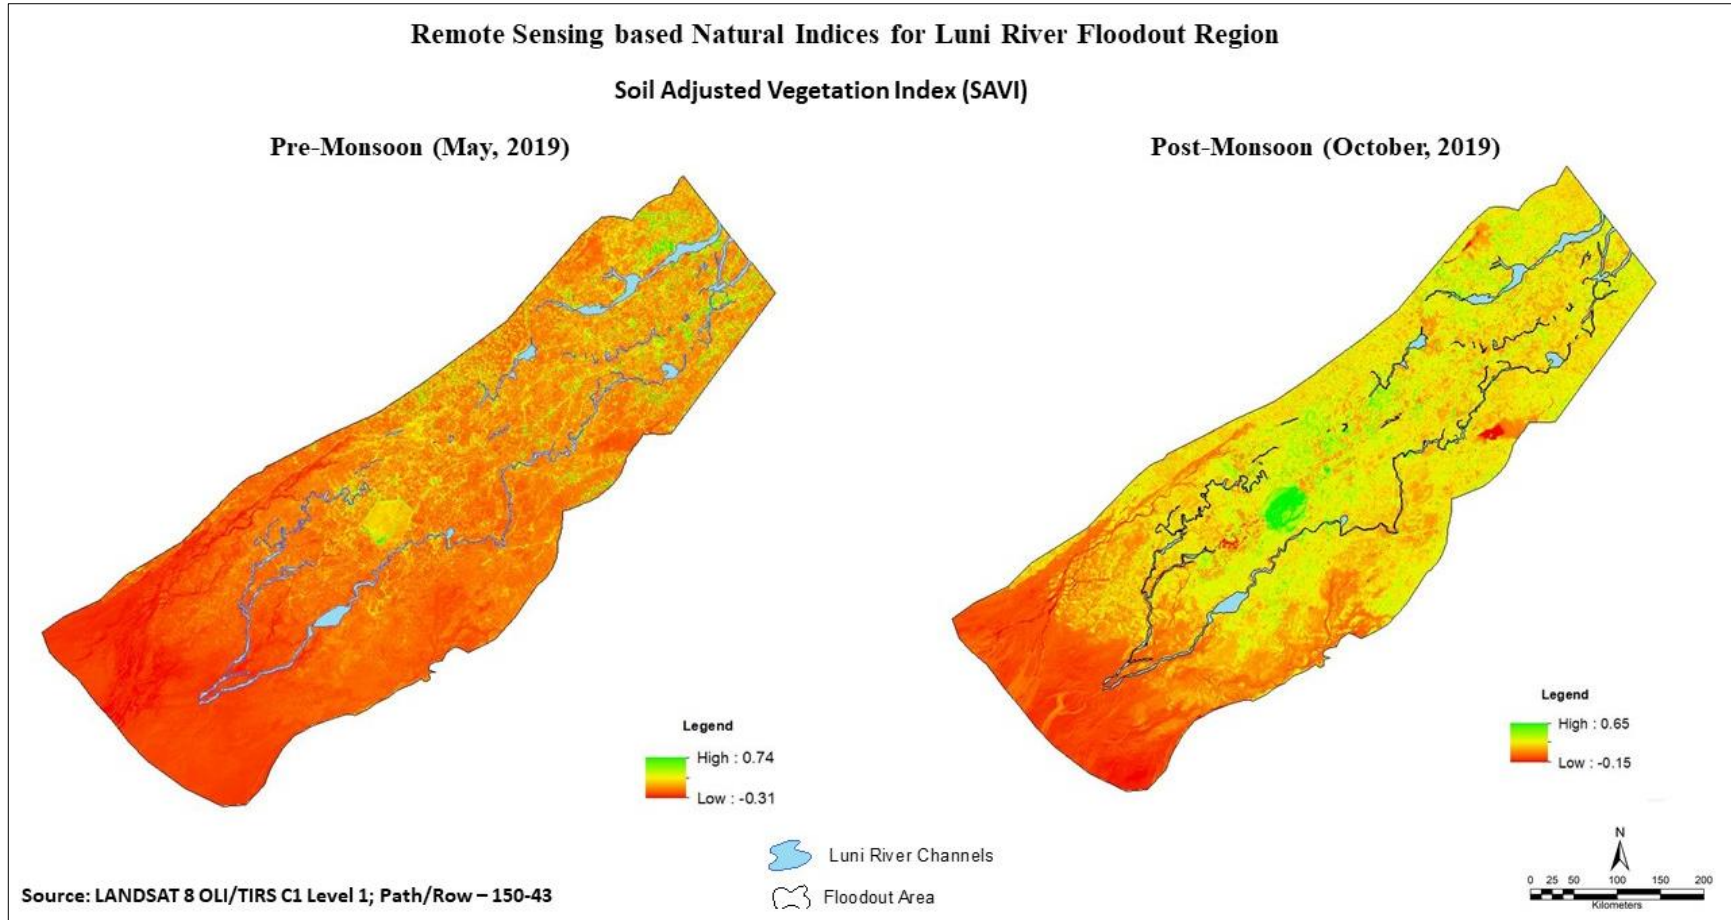 Remote Sensing based Natural Indices for Luni River Floodout Region
Soil Adjusted Vegetation Index (SAVI)
Pre-Monsoon (May, 2019)
Post-Monsoon (October, 2019)
Legend
High : 0.74
Low : -0.31
Legend
High : 0.65
Low : -0.15
Luni River Channels
Floodout Area
Source: LANDSAT 8 OLI/TIRS C1 Level 1; Path/Row – 150-43
N
0 25 50 100 150 200
Kilometers